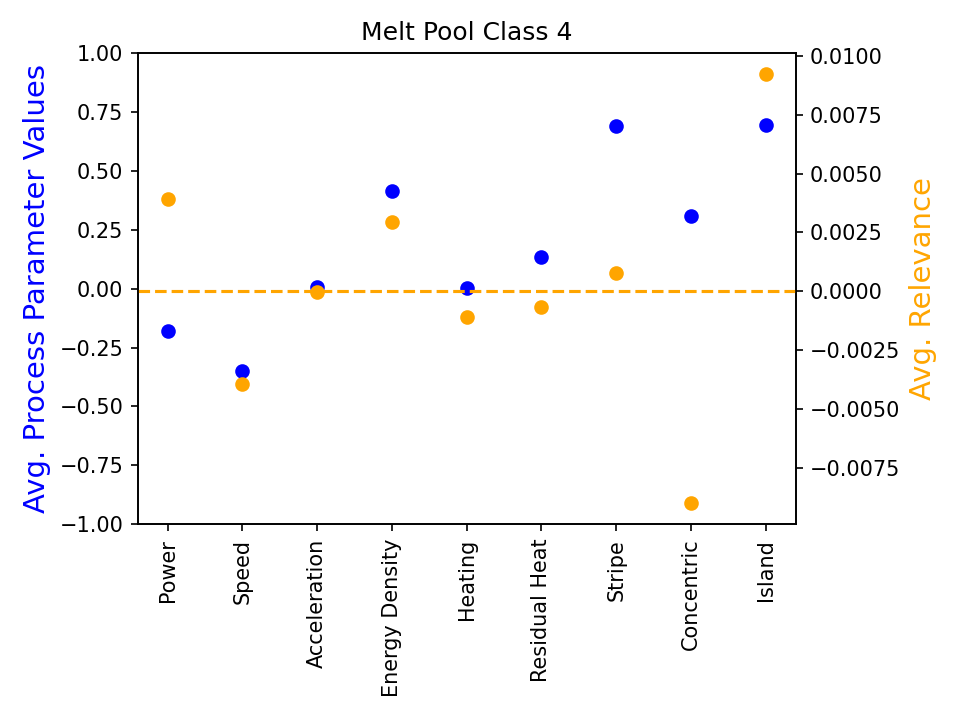 Melt Pool Class 4
Avg. Process Parameter Values
1.00
0.75
0.50
0.25
0.00
−0.25
−0.50
−0.75
−1.00
0.0100
0.0075
0.0050
0.0025
0.0000
−0.0025
−0.0050
−0.0075
Avg. Relevance
Power
Speed
Acceleration
Energy Density
Heating
Residual Heat
Stripe
Concentric
Island